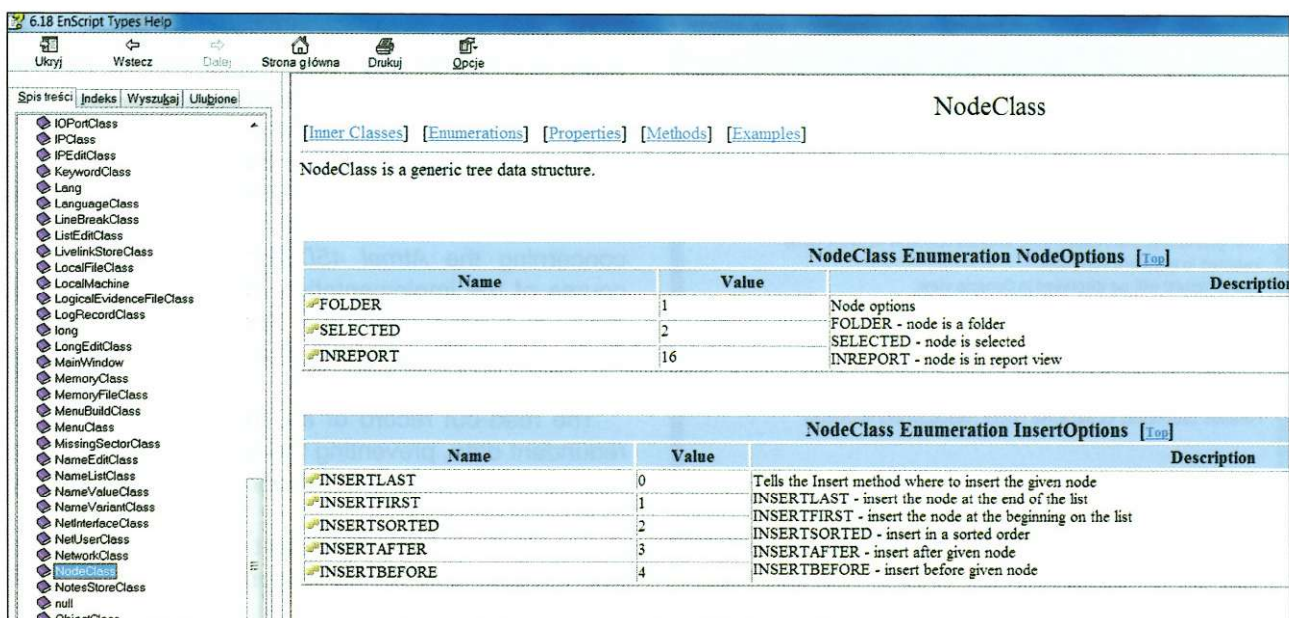 6.18 EnScript Types Help
Ukryj Wstecz Dalej Strona główna Drukuj Opcje
Spis treści Indeks Wyszukaj Ulubione
IOPortClass
IPClass
IPEditClass
KeywordClass
Lang
LanguageClass
LineBreakClass
ListEditClass
LivelinkStoreClass
LocalFileClass
LocalMachine
LogicalEvidenceFileClass
LogRecordClass
long
LongEditClass
MainWindow
MemoryClass
MemoryFileClass
MenuBuildClass
MenuClass
MissingSectorClass
NameEditClass
NameListClass
NameValueClass
NameVariantClass
NetInterfaceClass
NetUserClass
NetworkClass
NodeClass
NotesStoreClass
null
ObjectClass
NodeClass
[Inner Classes] [Enumerations] [Properties] [Methods] [Examples]
NodeClass is a generic tree data structure.
NodeClass Enumeration NodeOptions [Top]
Name Value Description
FOLDER 1 Node options
FOLDER - node is a folder
SELECTED 2 SELECTED - node is selected
INREPORT 16 INREPORT - node is in report view
NodeClass Enumeration InsertOptions [Top]
Name Value Description
INSERTLAST 0 Tells the Insert method where to insert the given node
INSERTLAST - insert the node at the end of the list
INSERTFIRST 1 INSERTFIRST - insert the node at the beginning on the list
INSERTSORTED 2 INSERTSORTED - insert in a sorted order
INSERTAFTER 3 INSERTAFTER - insert after given node
INSERTBEFORE 4 INSERTBEFORE - insert before given node